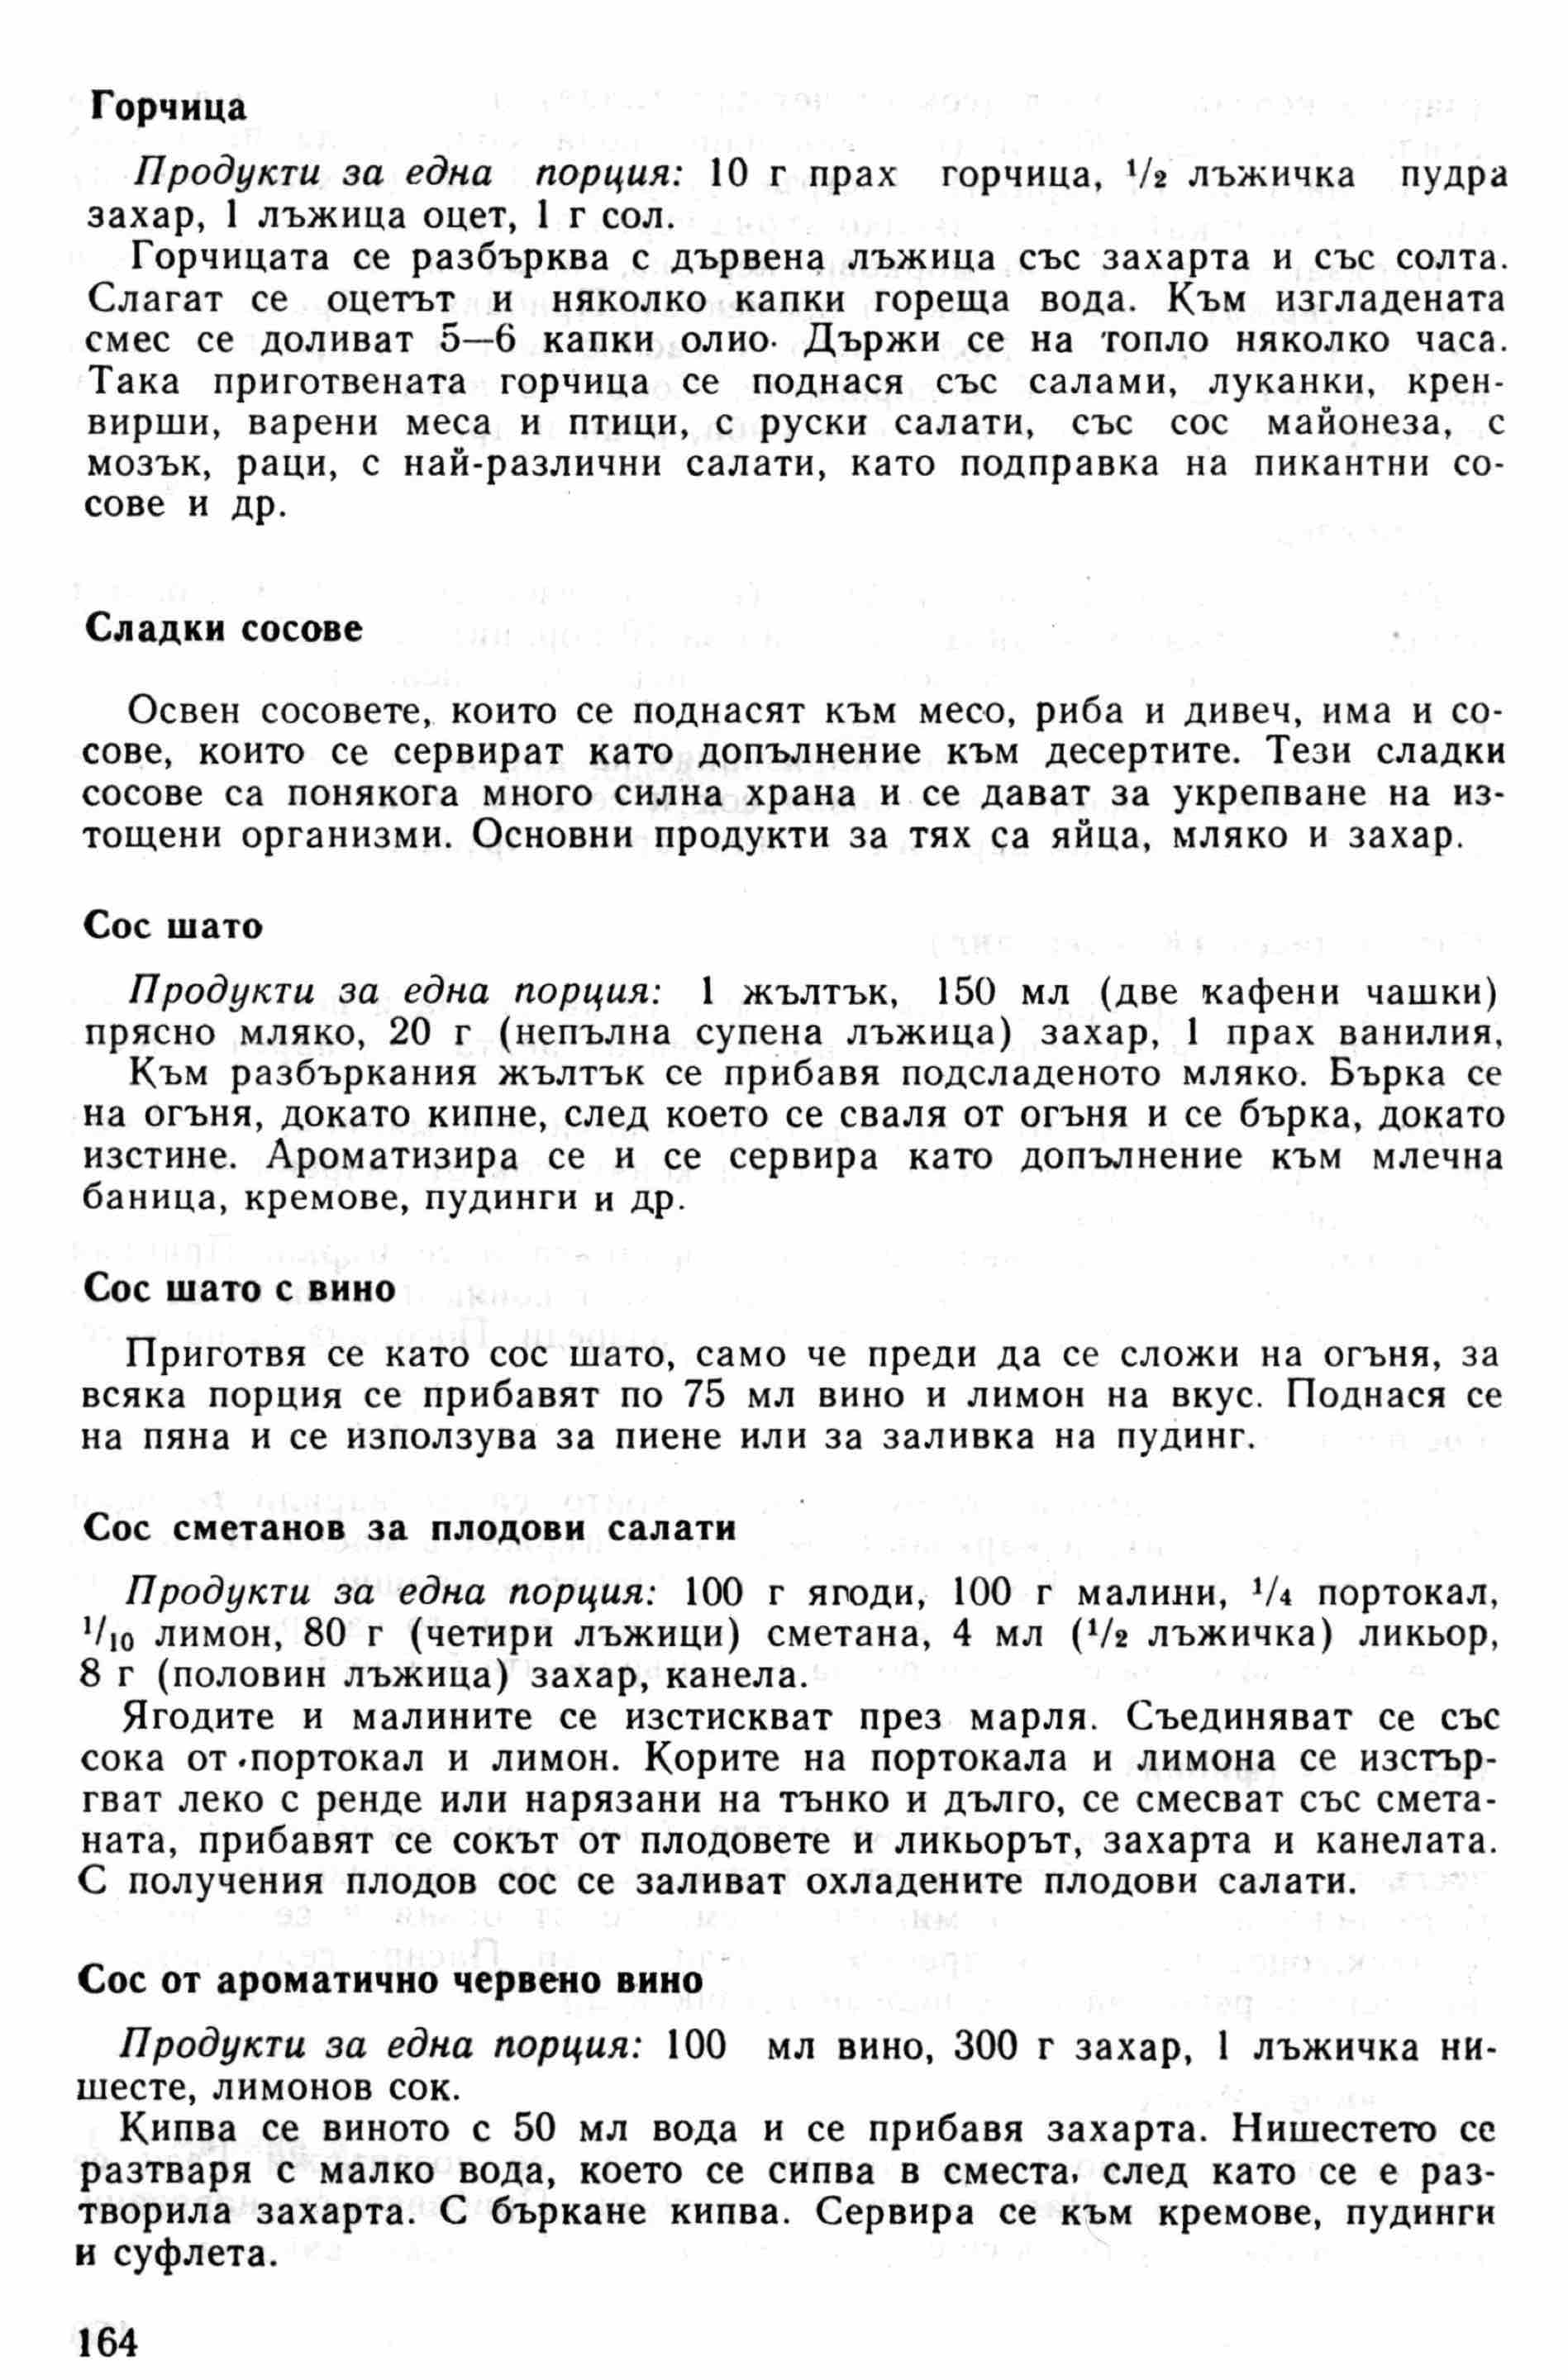 Горчица
Продукти за една порция: 10 г прах горчица, 1/2 лъжичка пудра
захар, 1 лъжица оцет, 1 г сол.
Горчицата се разбърква с дървена лъжица със захарта и със солта.
Слагат се оцетът и няколко капки гореща вода. Към изгладената
смес се доливат 5—6 капки олио. Държи се на топло няколко часа.
Така приготвената горчица се поднася със салами, луканки, крен-
вирши, варени меса и птици, с руски салати, със сос майонеза, с
мозък, раци, с най-различни салати, като подправка на пикантни со-
сове и др.
Сладки сосове
Освен сосовете, които се поднасят към месо, риба и дивеч, има и со-
сове, които се сервират като допълнение към десертите. Тези сладки
сосове са понякога много силна храна и се дават за укрепване на из-
тощени организми. Основни продукти за тях са яйца, мляко и захар.
Сос шато
Продукти за една порция: 1 жълтък, 150 мл (две кафени чашки)
прясно мляко, 20 г (непълна супена лъжица) захар, 1 прах ванилия,
Към разбъркания жълтък се прибавя подсладеното мляко. Бърка се
на огъня, докато кипне, след което се сваля от огъня и се бърка, докато
изстине. Ароматизира се и се сервира като допълнение към млечна
баница, кремове, пудинги и др.
Сос шато с вино
Приготвя се като сос шато, само че преди да се сложи на огъня, за
всяка порция се прибавят по 75 мл вино и лимон на вкус. Поднася се
на пяна и се използува за пиене или за заливка на пудинг.
Сос сметанов за плодови салати
Продукти за една порция: 100 г ягоди, 100 г малини, 1/4 портокал,
1/10 лимон, 80 г (четири лъжици) сметана, 4 мл (1/2 лъжичка) ликьор,
8 г (половин лъжица) захар, канела.
Ягодите и малините се изстискват през марля. Съединяват се със
сока от портокал и лимон. Корите на портокала и лимона се изстър-
гват леко с ренде или нарязани на тънко и дълго, се смесват със смета-
ната, прибавят се сокът от плодовете и ликьорът, захарта и канелата.
С получения плодов сос се заливат охладените плодови салати.
Сос от ароматично червено вино
Продукти за една порция: 100 мл вино, 300 г захар, 1 лъжичка ни-
шесте, лимонов сок.
Кипва се виното с 50 мл вода и се прибавя захарта. Нишестето се
разтваря с малко вода, което се сипва в сместа, след като се е раз-
творила захарта. С бъркане кипва. Сервира се към кремове, пудинги
и суфлета.
164